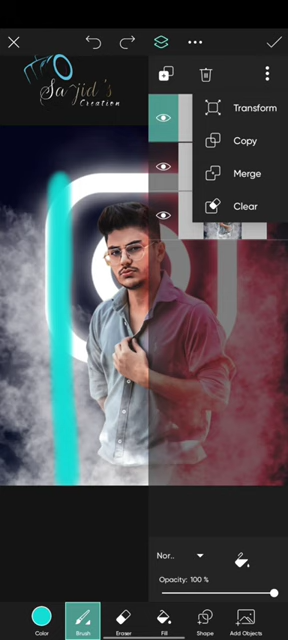 Sajid's
Creation
Transform
Copy
Merge
Clear
Nor..
Opacity: 100 %
Color
Brush
Eraser
Fill
Shape
Add Objects